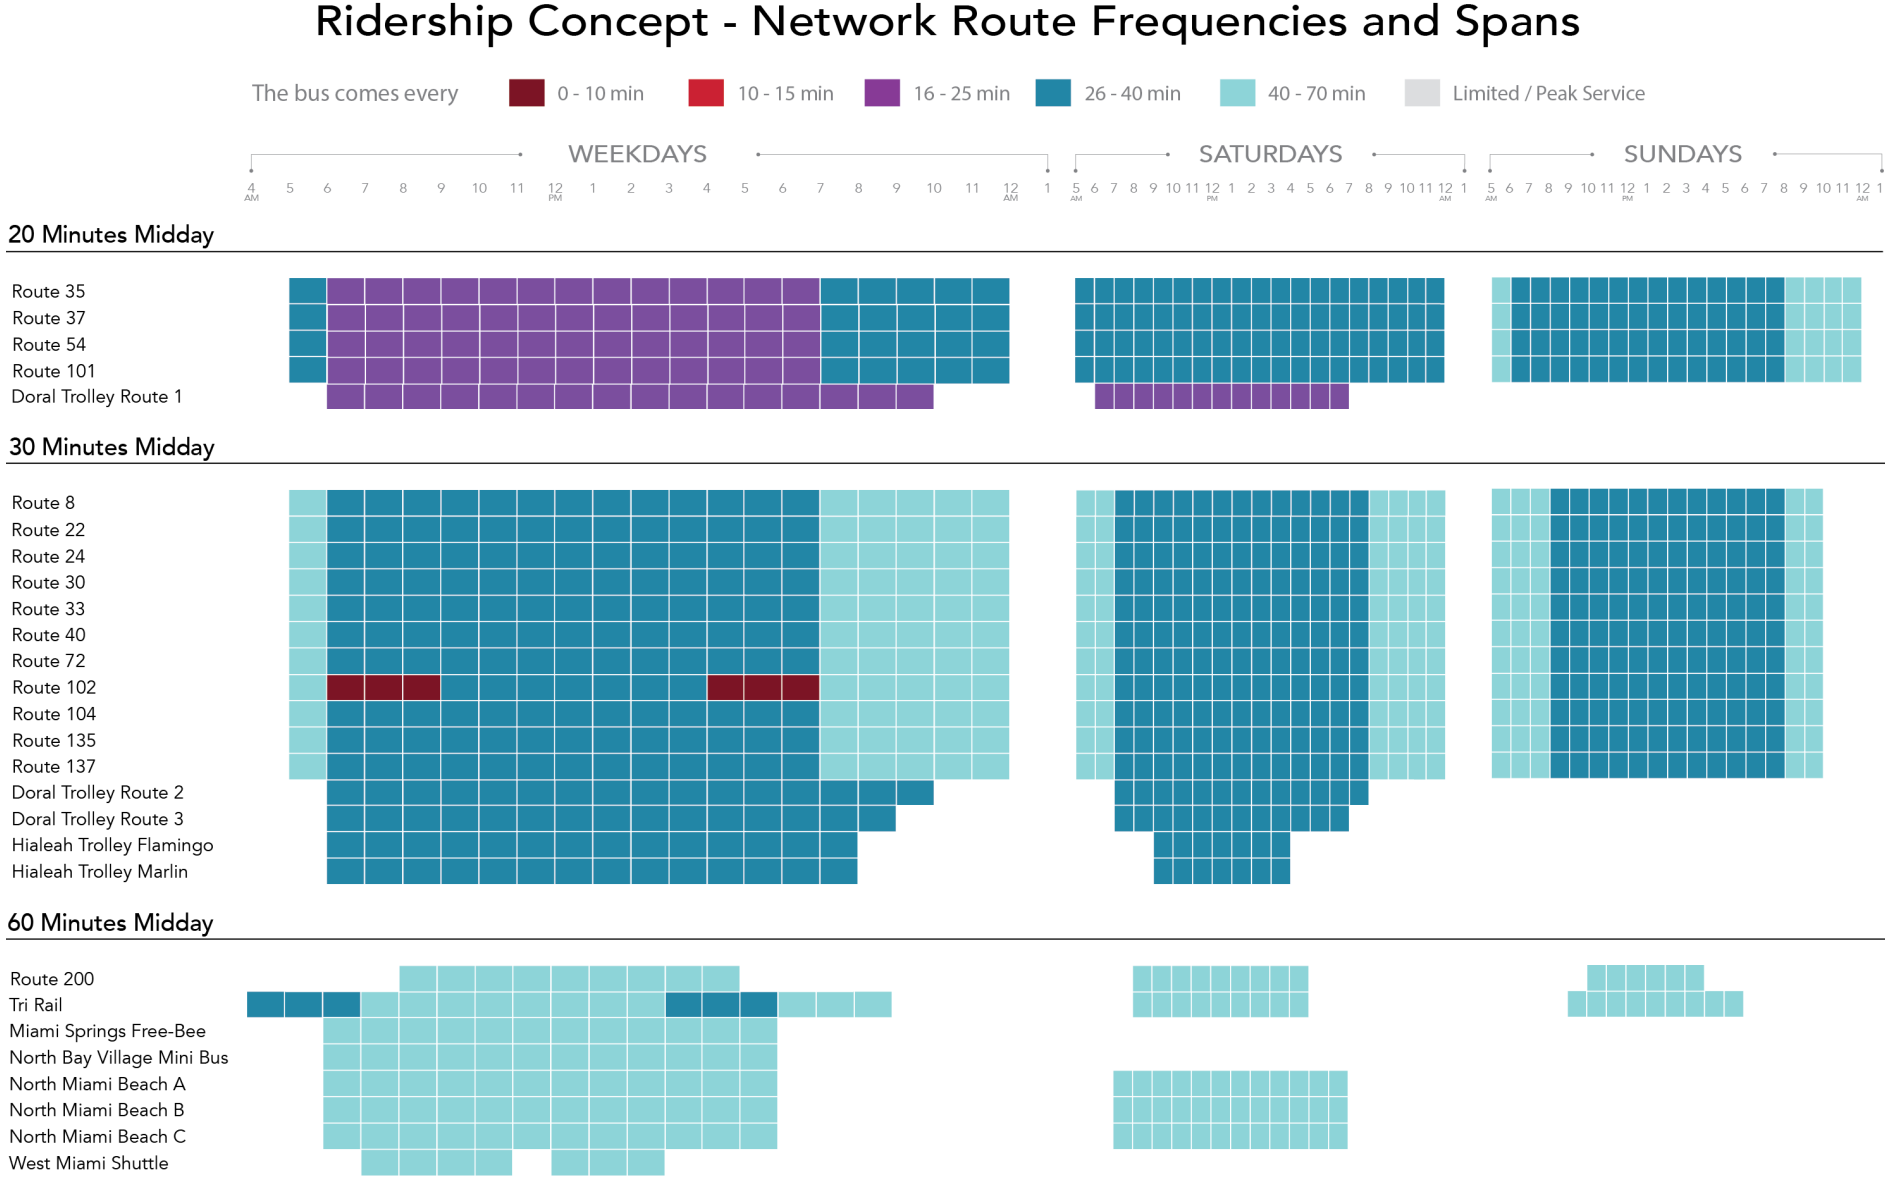 Ridership Concept - Network Route Frequencies and Spans
The bus comes every 0 - 10 min 10 - 15 min 16 - 25 min 26 - 40 min 40 - 70 min Limited / Peak Service
WEEKDAYS SATURDAYS SUNDAYS
4 5 6 7 8 9 10 11 12 1 2 3 4 5 6 7 8 9 10 11 12 1 5 6 7 8 9 10 11 12 1 2 3 4 5 6 7 8 9 10 11 12 1 5 6 7 8 9 10 11 12 1 2 3 4 5 6 7 8 9 10 11 12 1
AM PM AM AM PM AM AM PM AM
20 Minutes Midday
Route 35
Route 37
Route 54
Route 101
Doral Trolley Route 1
30 Minutes Midday
Route 8
Route 22
Route 24
Route 30
Route 33
Route 40
Route 72
Route 102
Route 104
Route 135
Route 137
Doral Trolley Route 2
Doral Trolley Route 3
Hialeah Trolley Flamingo
Hialeah Trolley Marlin
60 Minutes Midday
Route 200
Tri Rail
Miami Springs Free-Bee
North Bay Village Mini Bus
North Miami Beach A
North Miami Beach B
North Miami Beach C
West Miami Shuttle